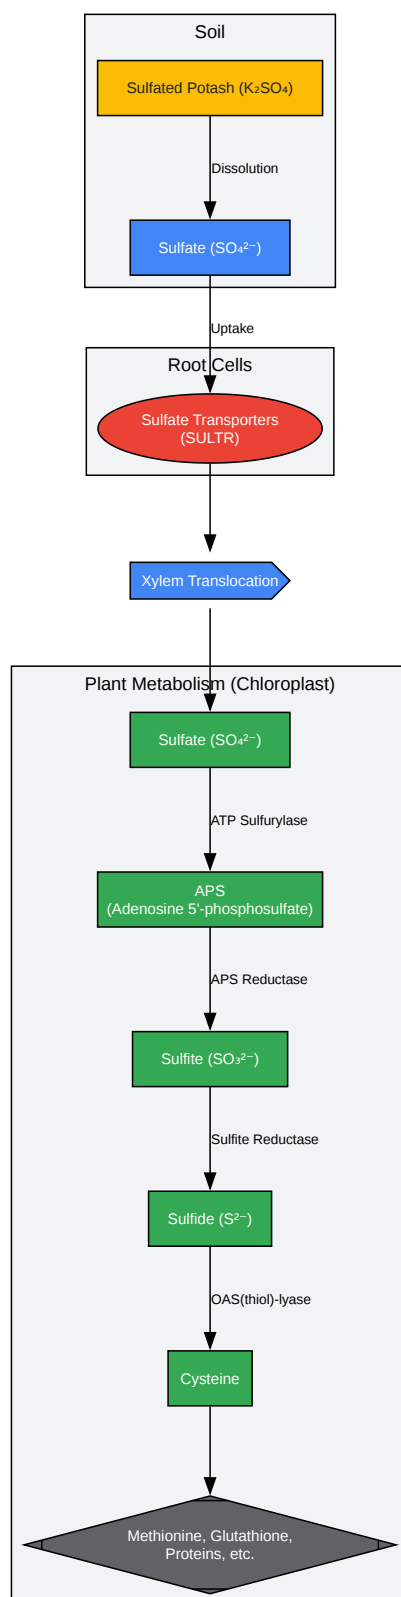 Soil
Sulfated Potash (K₂SO₄)
Dissolution
Sulfate (SO₄²⁻)
Uptake
Root Cells
Sulfate Transporters
(SULTR)
Xylem Translocation
Plant Metabolism (Chloroplast)
Sulfate (SO₄²⁻)
ATP Sulfurylase
APS
(Adenosine 5'-phosphosulfate)
APS Reductase
Sulfite (SO₃²⁻)
Sulfite Reductase
Sulfide (S²⁻)
OAS(thiol)-lyase
Cysteine
Methionine, Glutathione,
Proteins, etc.